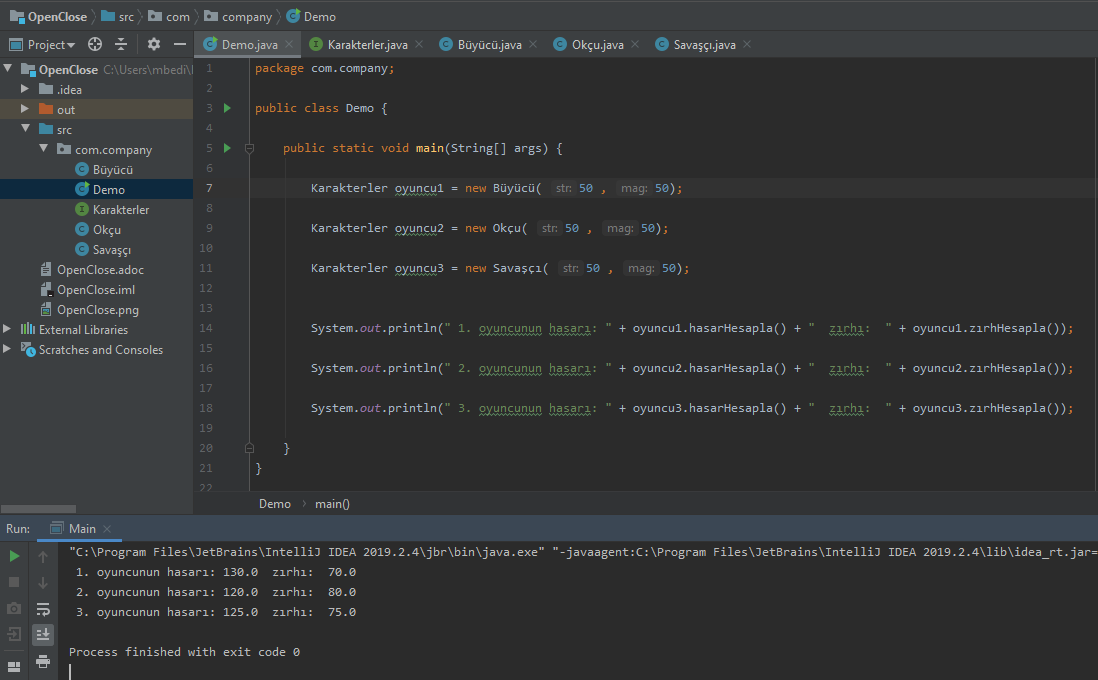 OpenClose src com company Demo
Project
Demo.java Karakterler.java Büyücü.java Okçu.java Savaşçı.java
OpenClose C:\Users\mbedi\
.idea
out
src
com.company
Büyücü
Demo
Karakterler
Okçu
Savaşçı
OpenClose.adoc
OpenClose.iml
OpenClose.png
External Libraries
Scratches and Consoles
1 package com.company;
2
3 public class Demo {
4
5 public static void main(String[] args) {
6
7 Karakterler oyuncu1 = new Büyücü( str: 50 , mag: 50);
8
9 Karakterler oyuncu2 = new Okçu( str: 50 , mag: 50);
10
11 Karakterler oyuncu3 = new Savaşçı( str: 50 , mag: 50);
12
13
14 System.out.println(" 1. oyuncunun hasarı: " + oyuncu1.hasarHesapla() + "  zırhı:  " + oyuncu1.zırhHesapla());
15
16 System.out.println(" 2. oyuncunun hasarı: " + oyuncu2.hasarHesapla() + "  zırhı:  " + oyuncu2.zırhHesapla());
17
18 System.out.println(" 3. oyuncunun hasarı: " + oyuncu3.hasarHesapla() + "  zırhı:  " + oyuncu3.zırhHesapla());
19
20 }
21 }
22
Demo main()
Run: Main
"C:\Program Files\JetBrains\IntelliJ IDEA 2019.2.4\jbr\bin\java.exe" "-javaagent:C:\Program Files\JetBrains\IntelliJ IDEA 2019.2.4\lib\idea_rt.jar=
1. oyuncunun hasarı: 130.0  zırhı:  70.0
2. oyuncunun hasarı: 120.0  zırhı:  80.0
3. oyuncunun hasarı: 125.0  zırhı:  75.0
Process finished with exit code 0